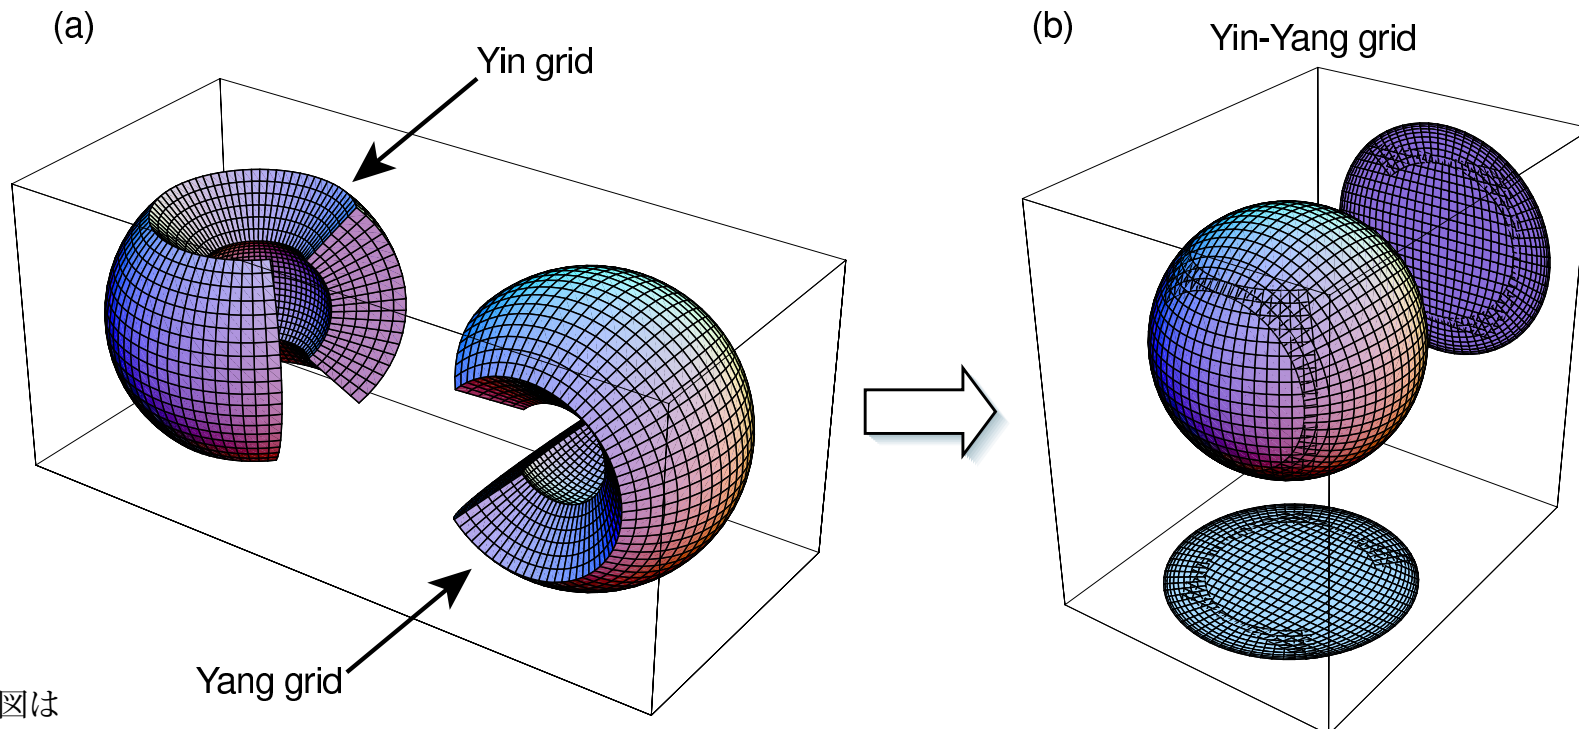 (a)
Yin grid
Yang grid
(b)
Yin-Yang grid
図は